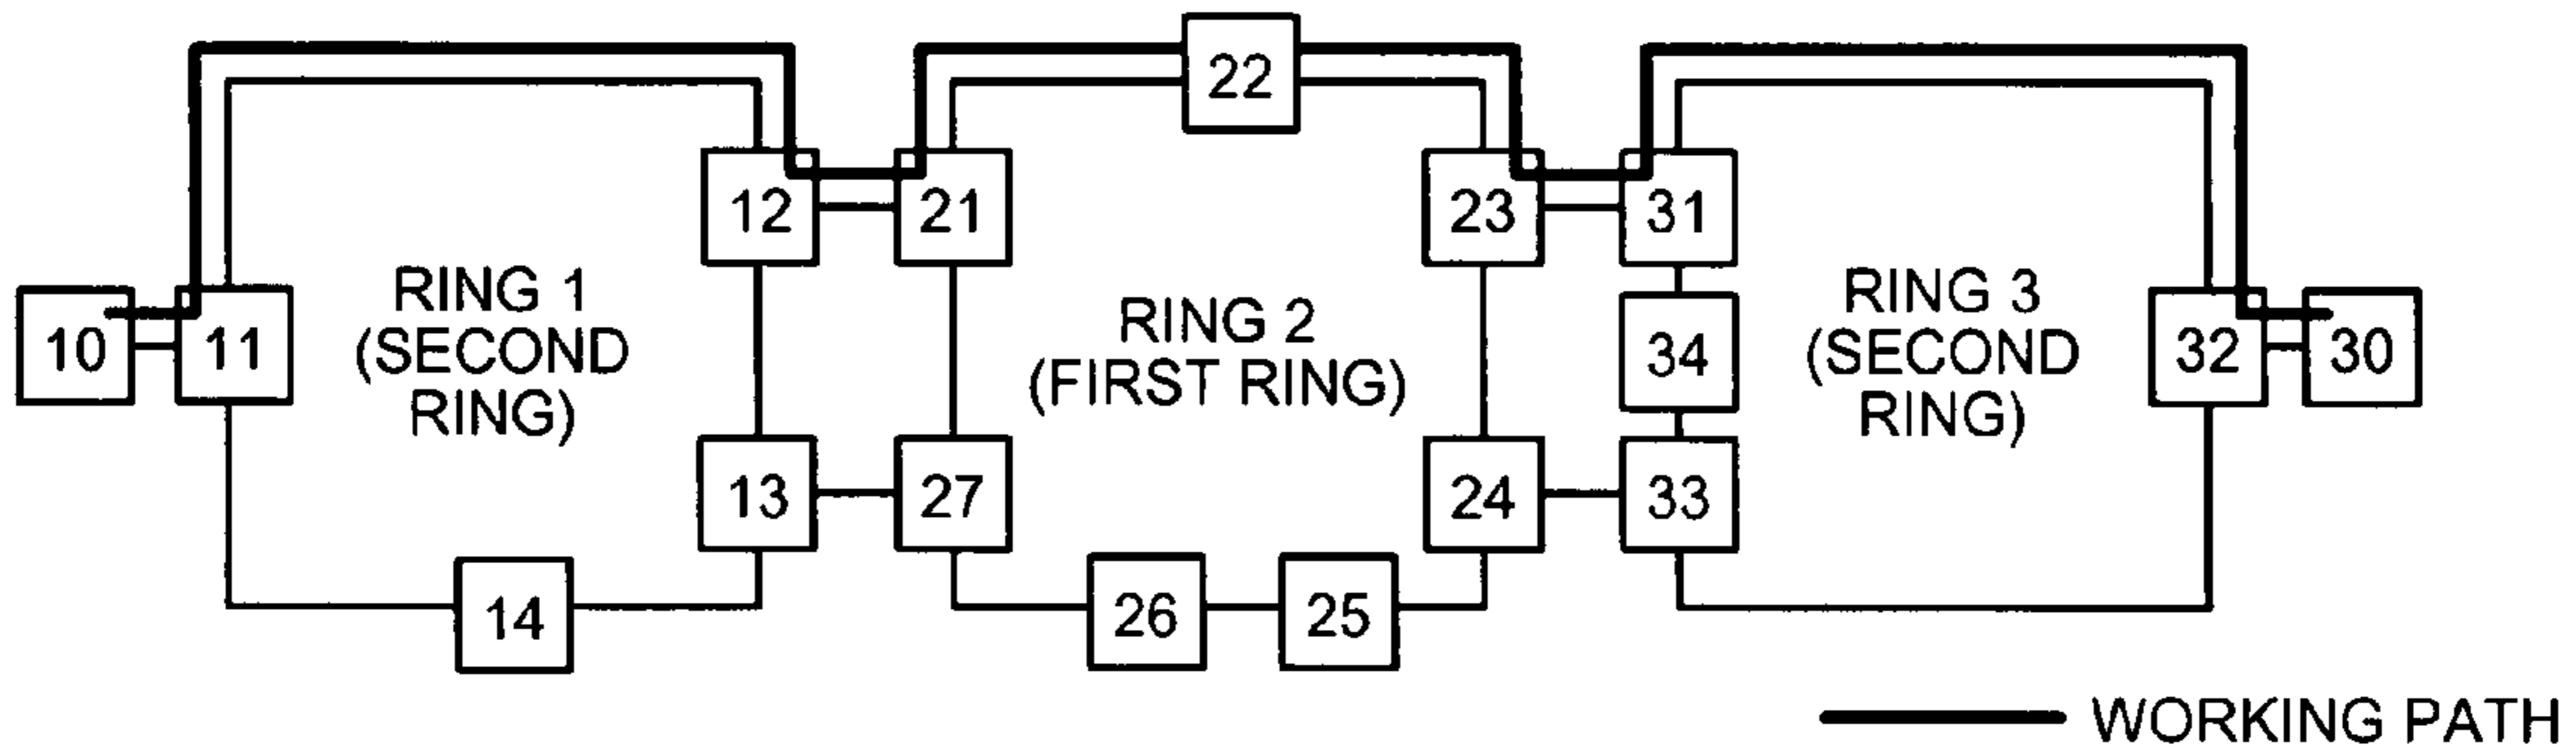 22
12
21
23
31
10
11
RING 1
(SECOND
RING)
RING 2
(FIRST RING)
34
RING 3
(SECOND
RING)
32
30
13
27
24
33
14
26
25
WORKING PATH